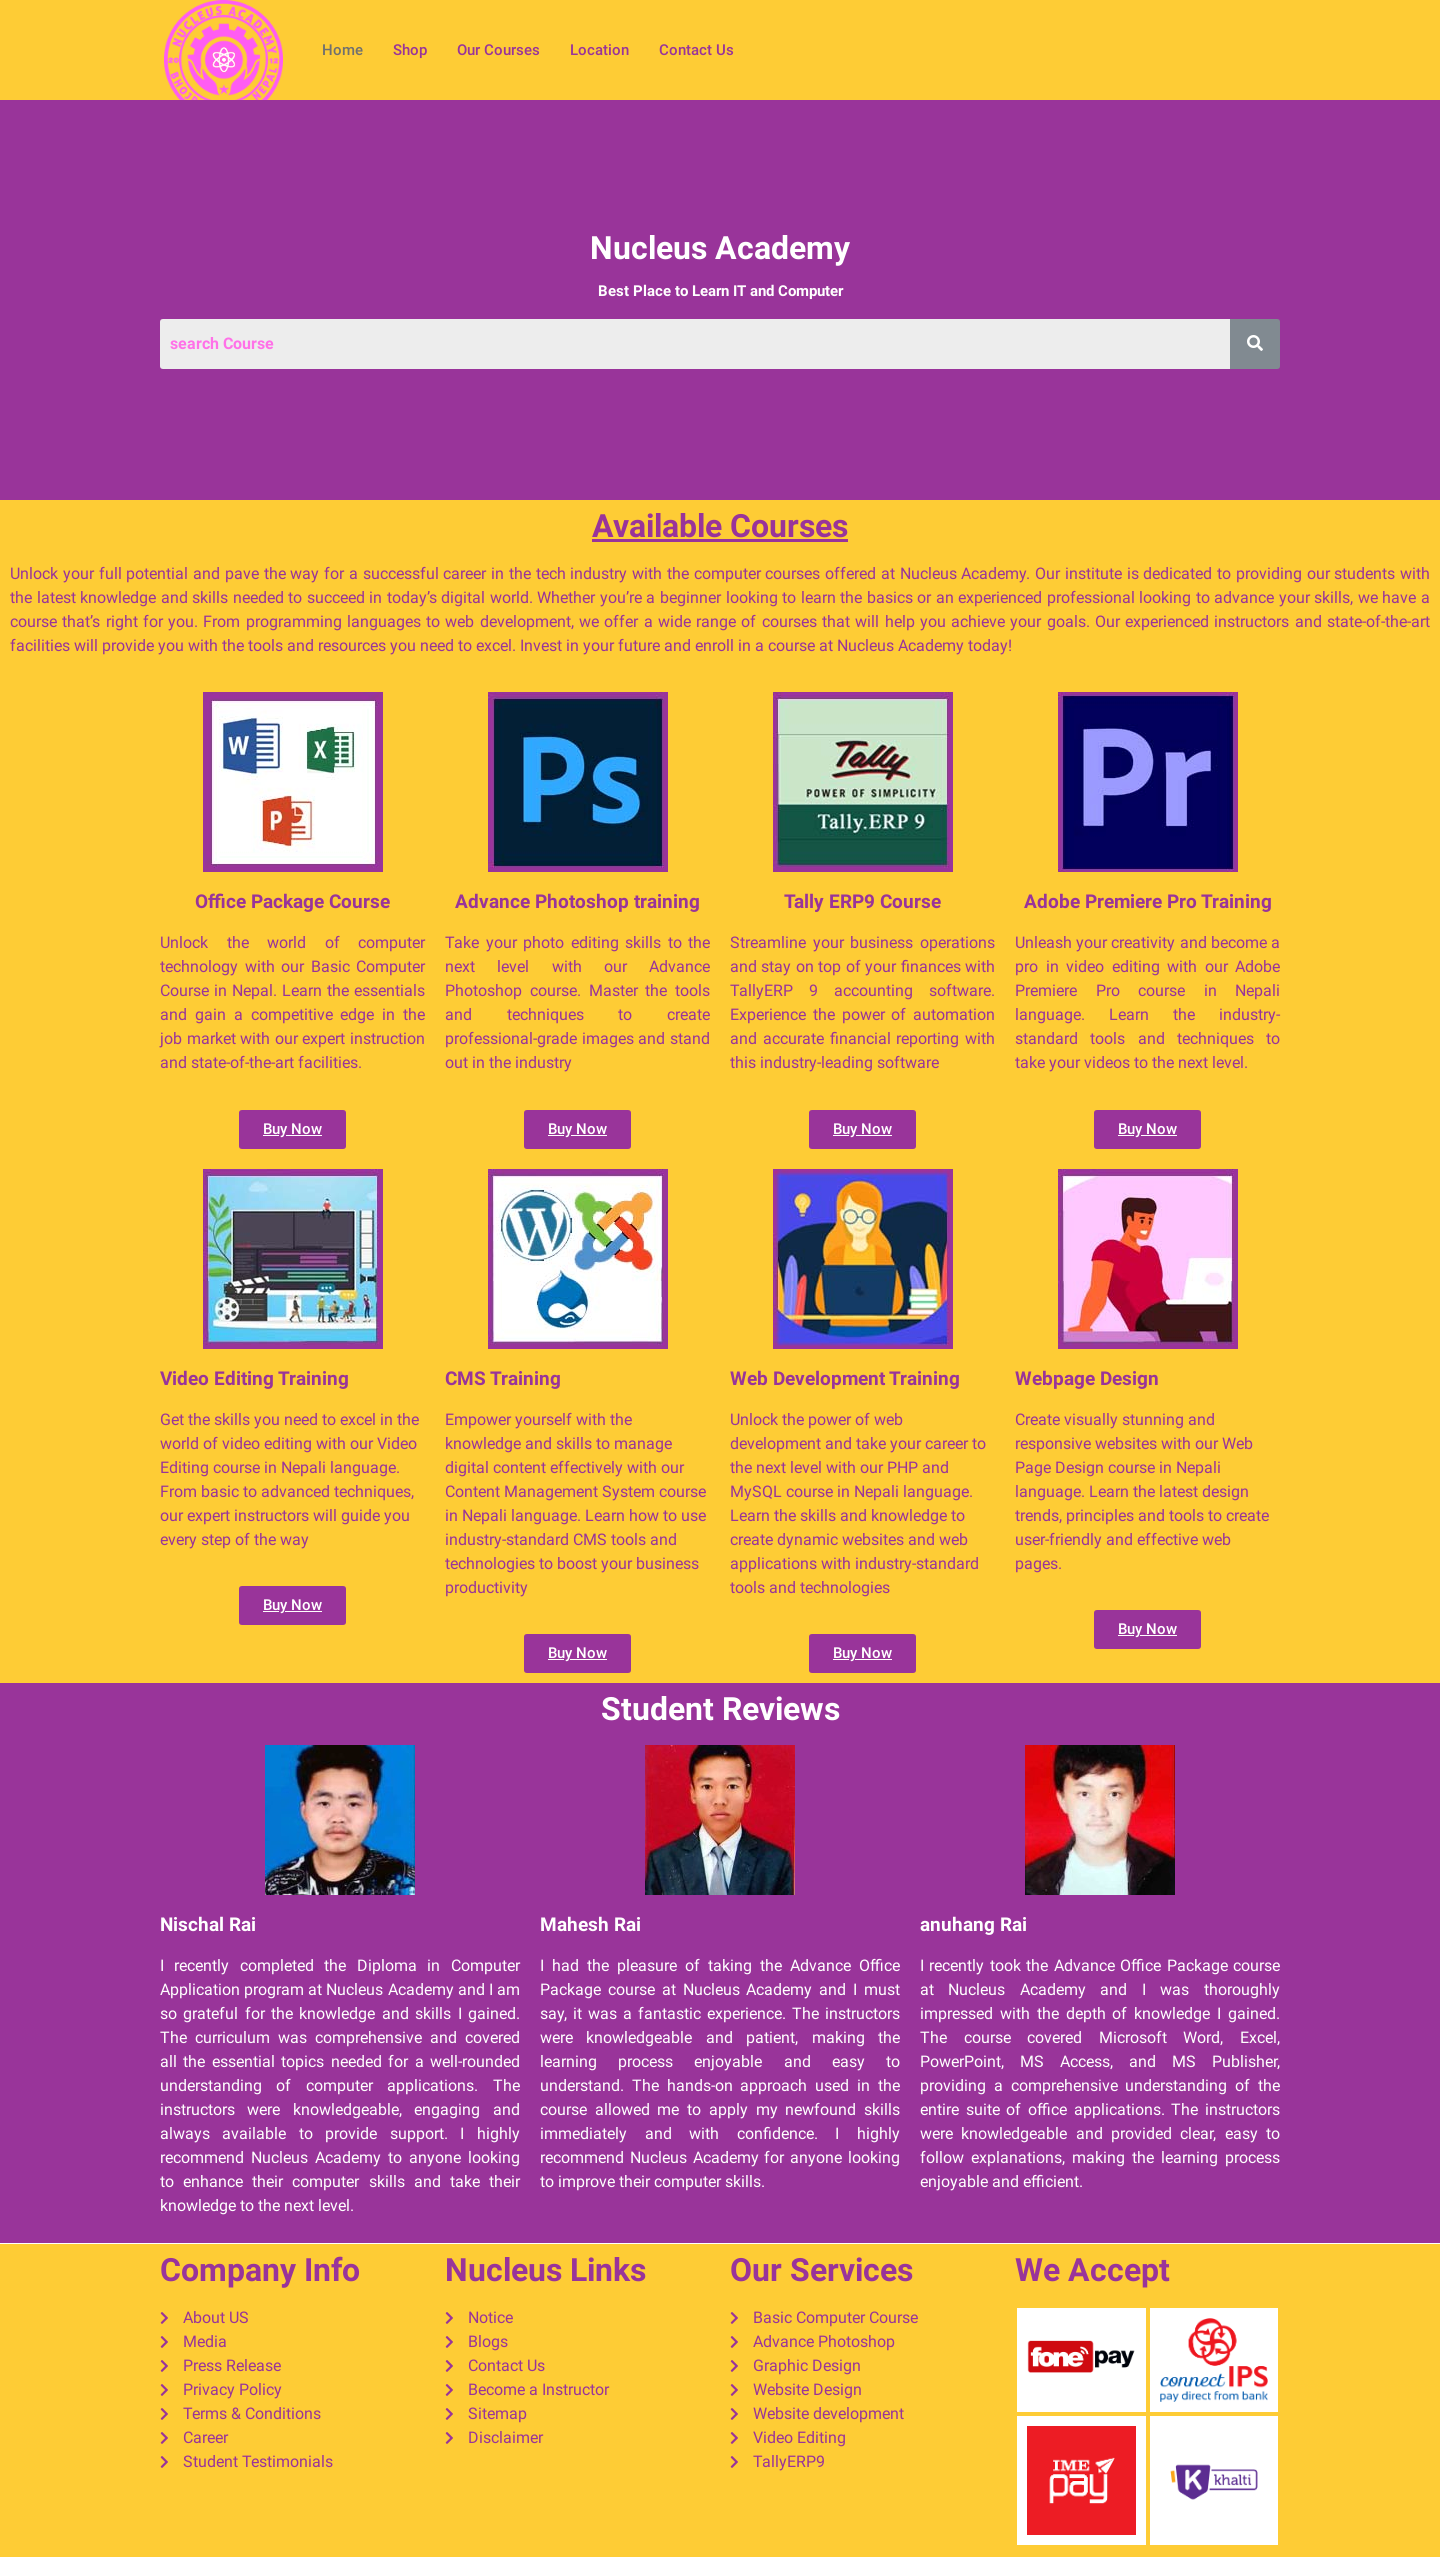 NUCLEUS ACADEMY
NEPAL
Home
Shop
Our Courses
Location
Contact Us
Nucleus Academy
Best Place to Learn IT and Computer
search Course
Available Courses
Unlock your full potential and pave the way for a successful career in the tech industry with the computer courses offered at Nucleus Academy. Our institute is dedicated to providing our students with
the latest knowledge and skills needed to succeed in today’s digital world. Whether you’re a beginner looking to learn the basics or an experienced professional looking to advance your skills, we have a
course that’s right for you. From programming languages to web development, we offer a wide range of courses that will help you achieve your goals. Our experienced instructors and state-of-the-art
facilities will provide you with the tools and resources you need to excel. Invest in your future and enroll in a course at Nucleus Academy today!
W
X
P
Office Package Course
Unlock the world of computer
technology with our Basic Computer
Course in Nepal. Learn the essentials
and gain a competitive edge in the
job market with our expert instruction
and state-of-the-art facilities.
Buy Now
Ps
Advance Photoshop training
Take your photo editing skills to the
next level with our Advance
Photoshop course. Master the tools
and techniques to create
professional-grade images and stand
out in the industry
Buy Now
Tally
POWER OF SIMPLICITY
Tally.ERP 9
Tally ERP9 Course
Streamline your business operations
and stay on top of your finances with
TallyERP 9 accounting software.
Experience the power of automation
and accurate financial reporting with
this industry-leading software
Buy Now
Pr
Adobe Premiere Pro Training
Unleash your creativity and become a
pro in video editing with our Adobe
Premiere Pro course in Nepali
language. Learn the industry-
standard tools and techniques to
take your videos to the next level.
Buy Now
Video Editing Training
Get the skills you need to excel in the
world of video editing with our Video
Editing course in Nepali language.
From basic to advanced techniques,
our expert instructors will guide you
every step of the way
Buy Now
W
CMS Training
Empower yourself with the
knowledge and skills to manage
digital content effectively with our
Content Management System course
in Nepali language. Learn how to use
industry-standard CMS tools and
technologies to boost your business
productivity
Buy Now
Web Development Training
Unlock the power of web
development and take your career to
the next level with our PHP and
MySQL course in Nepali language.
Learn the skills and knowledge to
create dynamic websites and web
applications with industry-standard
tools and technologies
Buy Now
Webpage Design
Create visually stunning and
responsive websites with our Web
Page Design course in Nepali
language. Learn the latest design
trends, principles and tools to create
user-friendly and effective web
pages.
Buy Now
Student Reviews
Nischal Rai
I recently completed the Diploma in Computer
Application program at Nucleus Academy and I am
so grateful for the knowledge and skills I gained.
The curriculum was comprehensive and covered
all the essential topics needed for a well-rounded
understanding of computer applications. The
instructors were knowledgeable, engaging and
always available to provide support. I highly
recommend Nucleus Academy to anyone looking
to enhance their computer skills and take their
knowledge to the next level.
Mahesh Rai
I had the pleasure of taking the Advance Office
Package course at Nucleus Academy and I must
say, it was a fantastic experience. The instructors
were knowledgeable and patient, making the
learning process enjoyable and easy to
understand. The hands-on approach used in the
course allowed me to apply my newfound skills
immediately and with confidence. I highly
recommend Nucleus Academy for anyone looking
to improve their computer skills.
anuhang Rai
I recently took the Advance Office Package course
at Nucleus Academy and I was thoroughly
impressed with the depth of knowledge I gained.
The course covered Microsoft Word, Excel,
PowerPoint, MS Access, and MS Publisher,
providing a comprehensive understanding of the
entire suite of office applications. The instructors
were knowledgeable and provided clear, easy to
follow explanations, making the learning process
enjoyable and efficient.
Company Info
About US
Media
Press Release
Privacy Policy
Terms & Conditions
Career
Student Testimonials
Nucleus Links
Notice
Blogs
Contact Us
Become a Instructor
Sitemap
Disclaimer
Our Services
Basic Computer Course
Advance Photoshop
Graphic Design
Website Design
Website development
Video Editing
TallyERP9
We Accept
fonepay
connectIPS
pay direct from bank
IME
pay
K khalti